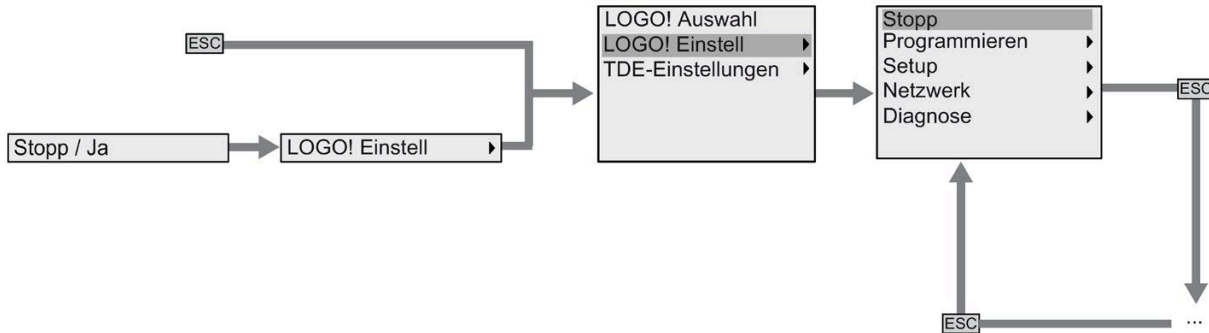 ESC
Stopp / Ja
LOGO! Einstell
LOGO! Auswahl
LOGO! Einstell
TDE-Einstellungen
Stopp
Programmieren
Setup
Netzwerk
Diagnose
ESC
ESC
...